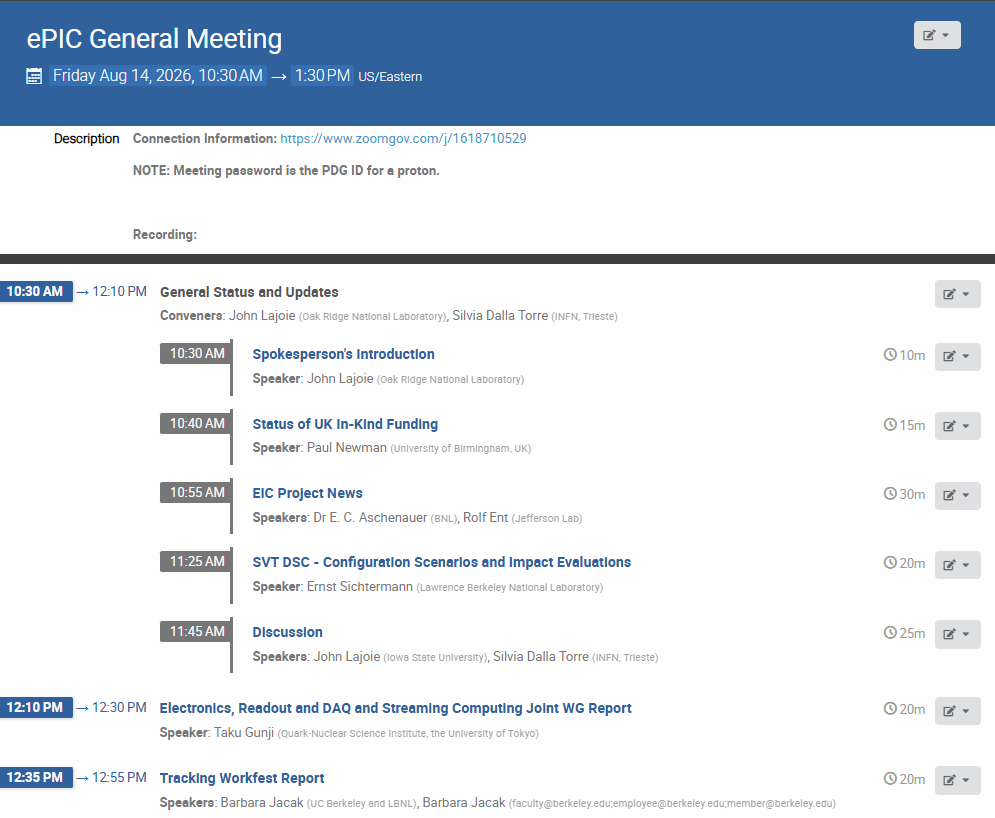 ePIC General Meeting
Friday Aug 14, 2026, 10:30 AM → 1:30 PM US/Eastern
Description Connection Information: https://www.zoomgov.com/j/1618710529
NOTE: Meeting password is the PDG ID for a proton.
Recording:
10:30 AM → 12:10 PM General Status and Updates
Conveners: John Lajoie (Oak Ridge National Laboratory), Silvia Dalla Torre (INFN, Trieste)
10:30 AM Spokesperson's Introduction 10m
Speaker: John Lajoie (Oak Ridge National Laboratory)
10:40 AM Status of UK In-Kind Funding 15m
Speaker: Paul Newman (University of Birmingham, UK)
10:55 AM EIC Project News 30m
Speakers: Dr E. C. Aschenauer (BNL), Rolf Ent (Jefferson Lab)
11:25 AM SVT DSC - Configuration Scenarios and Impact Evaluations 20m
Speaker: Ernst Sichtermann (Lawrence Berkeley National Laboratory)
11:45 AM Discussion 25m
Speakers: John Lajoie (Iowa State University), Silvia Dalla Torre (INFN, Trieste)
12:10 PM → 12:30 PM Electronics, Readout and DAQ and Streaming Computing Joint WG Report 20m
Speaker: Taku Gunji (Quark-Nuclear Science Institute, the University of Tokyo)
12:35 PM → 12:55 PM Tracking Workfest Report 20m
Speakers: Barbara Jacak (UC Berkeley and LBNL), Barbara Jacak (faculty@berkeley.edu;employee@berkeley.edu;member@berkeley.edu)